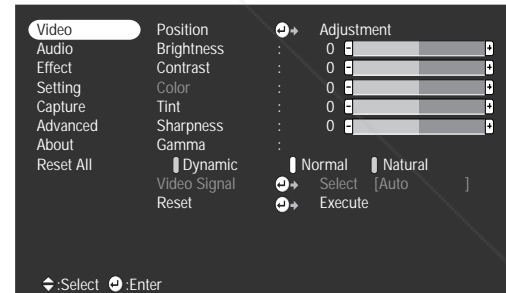 Video Position Adjustment
Audio Brightness : 0 - +
Effect Contrast : 0 - +
Setting Color : 0 - +
Capture Tint : 0 - +
Advanced Sharpness : 0 - +
About Gamma :
Reset All Dynamic Normal Natural
Video Signal Select [Auto ]
Reset Execute
:Select :Enter